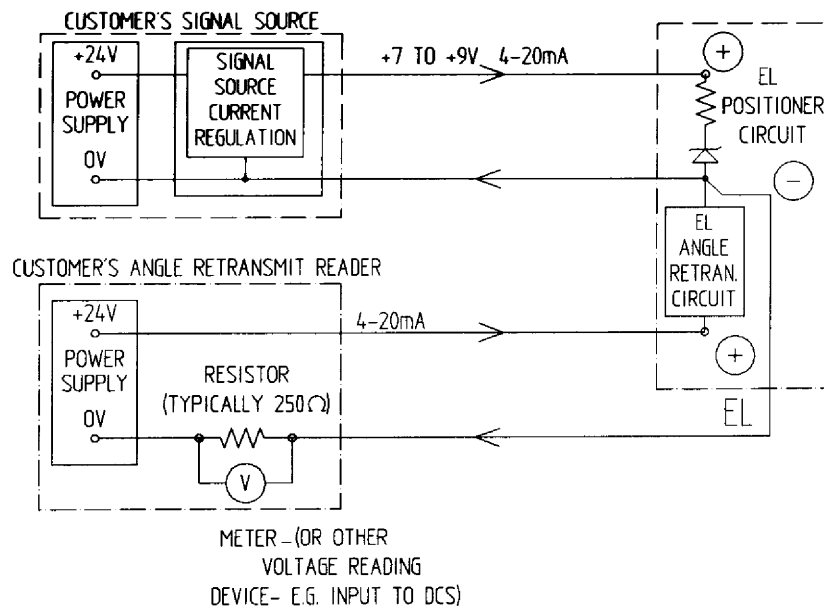 CUSTOMER'S SIGNAL SOURCE
+24V
POWER
SUPPLY
0V
SIGNAL
SOURCE
CURRENT
REGULATION
+7 TO +9V 4-20mA
+
EL
POSITIONER
CIRCUIT
−
EL
ANGLE
RETRAN.
CIRCUIT
+
EL
CUSTOMER'S ANGLE RETRANSMIT READER
+24V
POWER
SUPPLY
0V
4-20mA
RESISTOR
(TYPICALLY 250Ω)
V
METER-(OR OTHER
VOLTAGE READING
DEVICE- E.G. INPUT TO DCS)